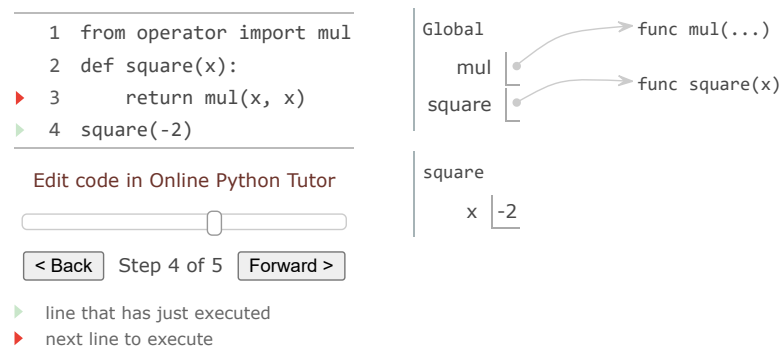 1 from operator import mul
2 def square(x):
3     return mul(x, x)
4 square(-2)
Edit code in Online Python Tutor
< Back Step 4 of 5 Forward >
line that has just executed
next line to execute
Global
func mul(...)
mul
func square(x)
square
square
x -2